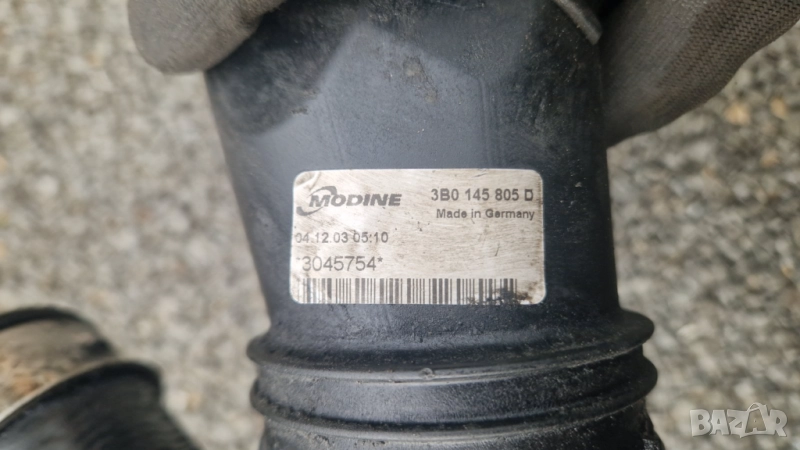 MODINE
3B0 145 805 D
Made in Germany
04.12.03 05:10
*3045754*
BAZAR